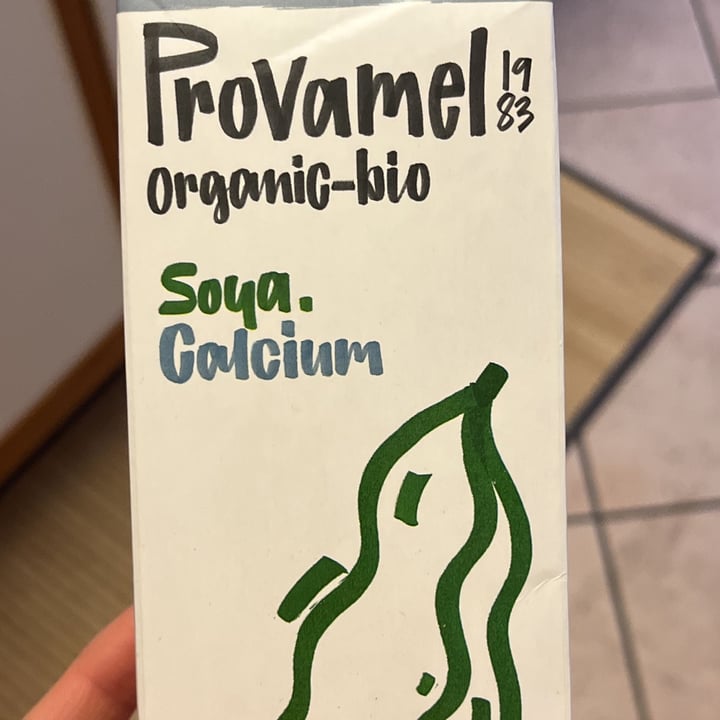 Provamel 19
83
organic-bio
Soya.
Calcium